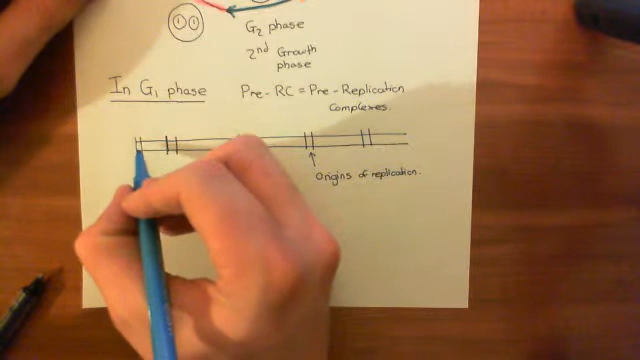 G₂ phase
2nd Growth
phase
In G₁ phase
Pre-RC = Pre-Replication
Complexes.
Origins of replication.